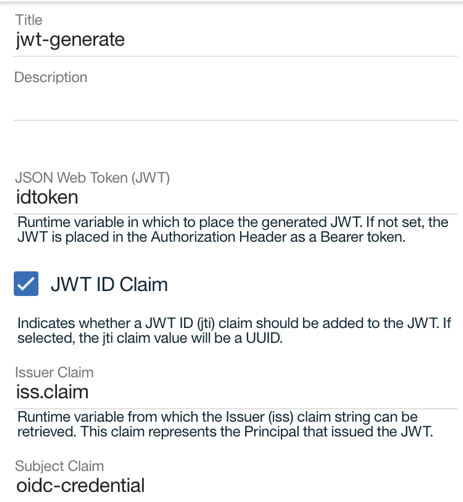 Title
jwt-generate
Description
JSON Web Token (JWT)
idtoken
Runtime variable in which to place the generated JWT. If not set, the
JWT is placed in the Authorization Header as a Bearer token.
JWT ID Claim
Indicates whether a JWT ID (jti) claim should be added to the JWT. If
selected, the jti claim value will be a UUID.
Issuer Claim
iss.claim
Runtime variable from which the Issuer (iss) claim string can be
retrieved. This claim represents the Principal that issued the JWT.
Subject Claim
oidc-credential